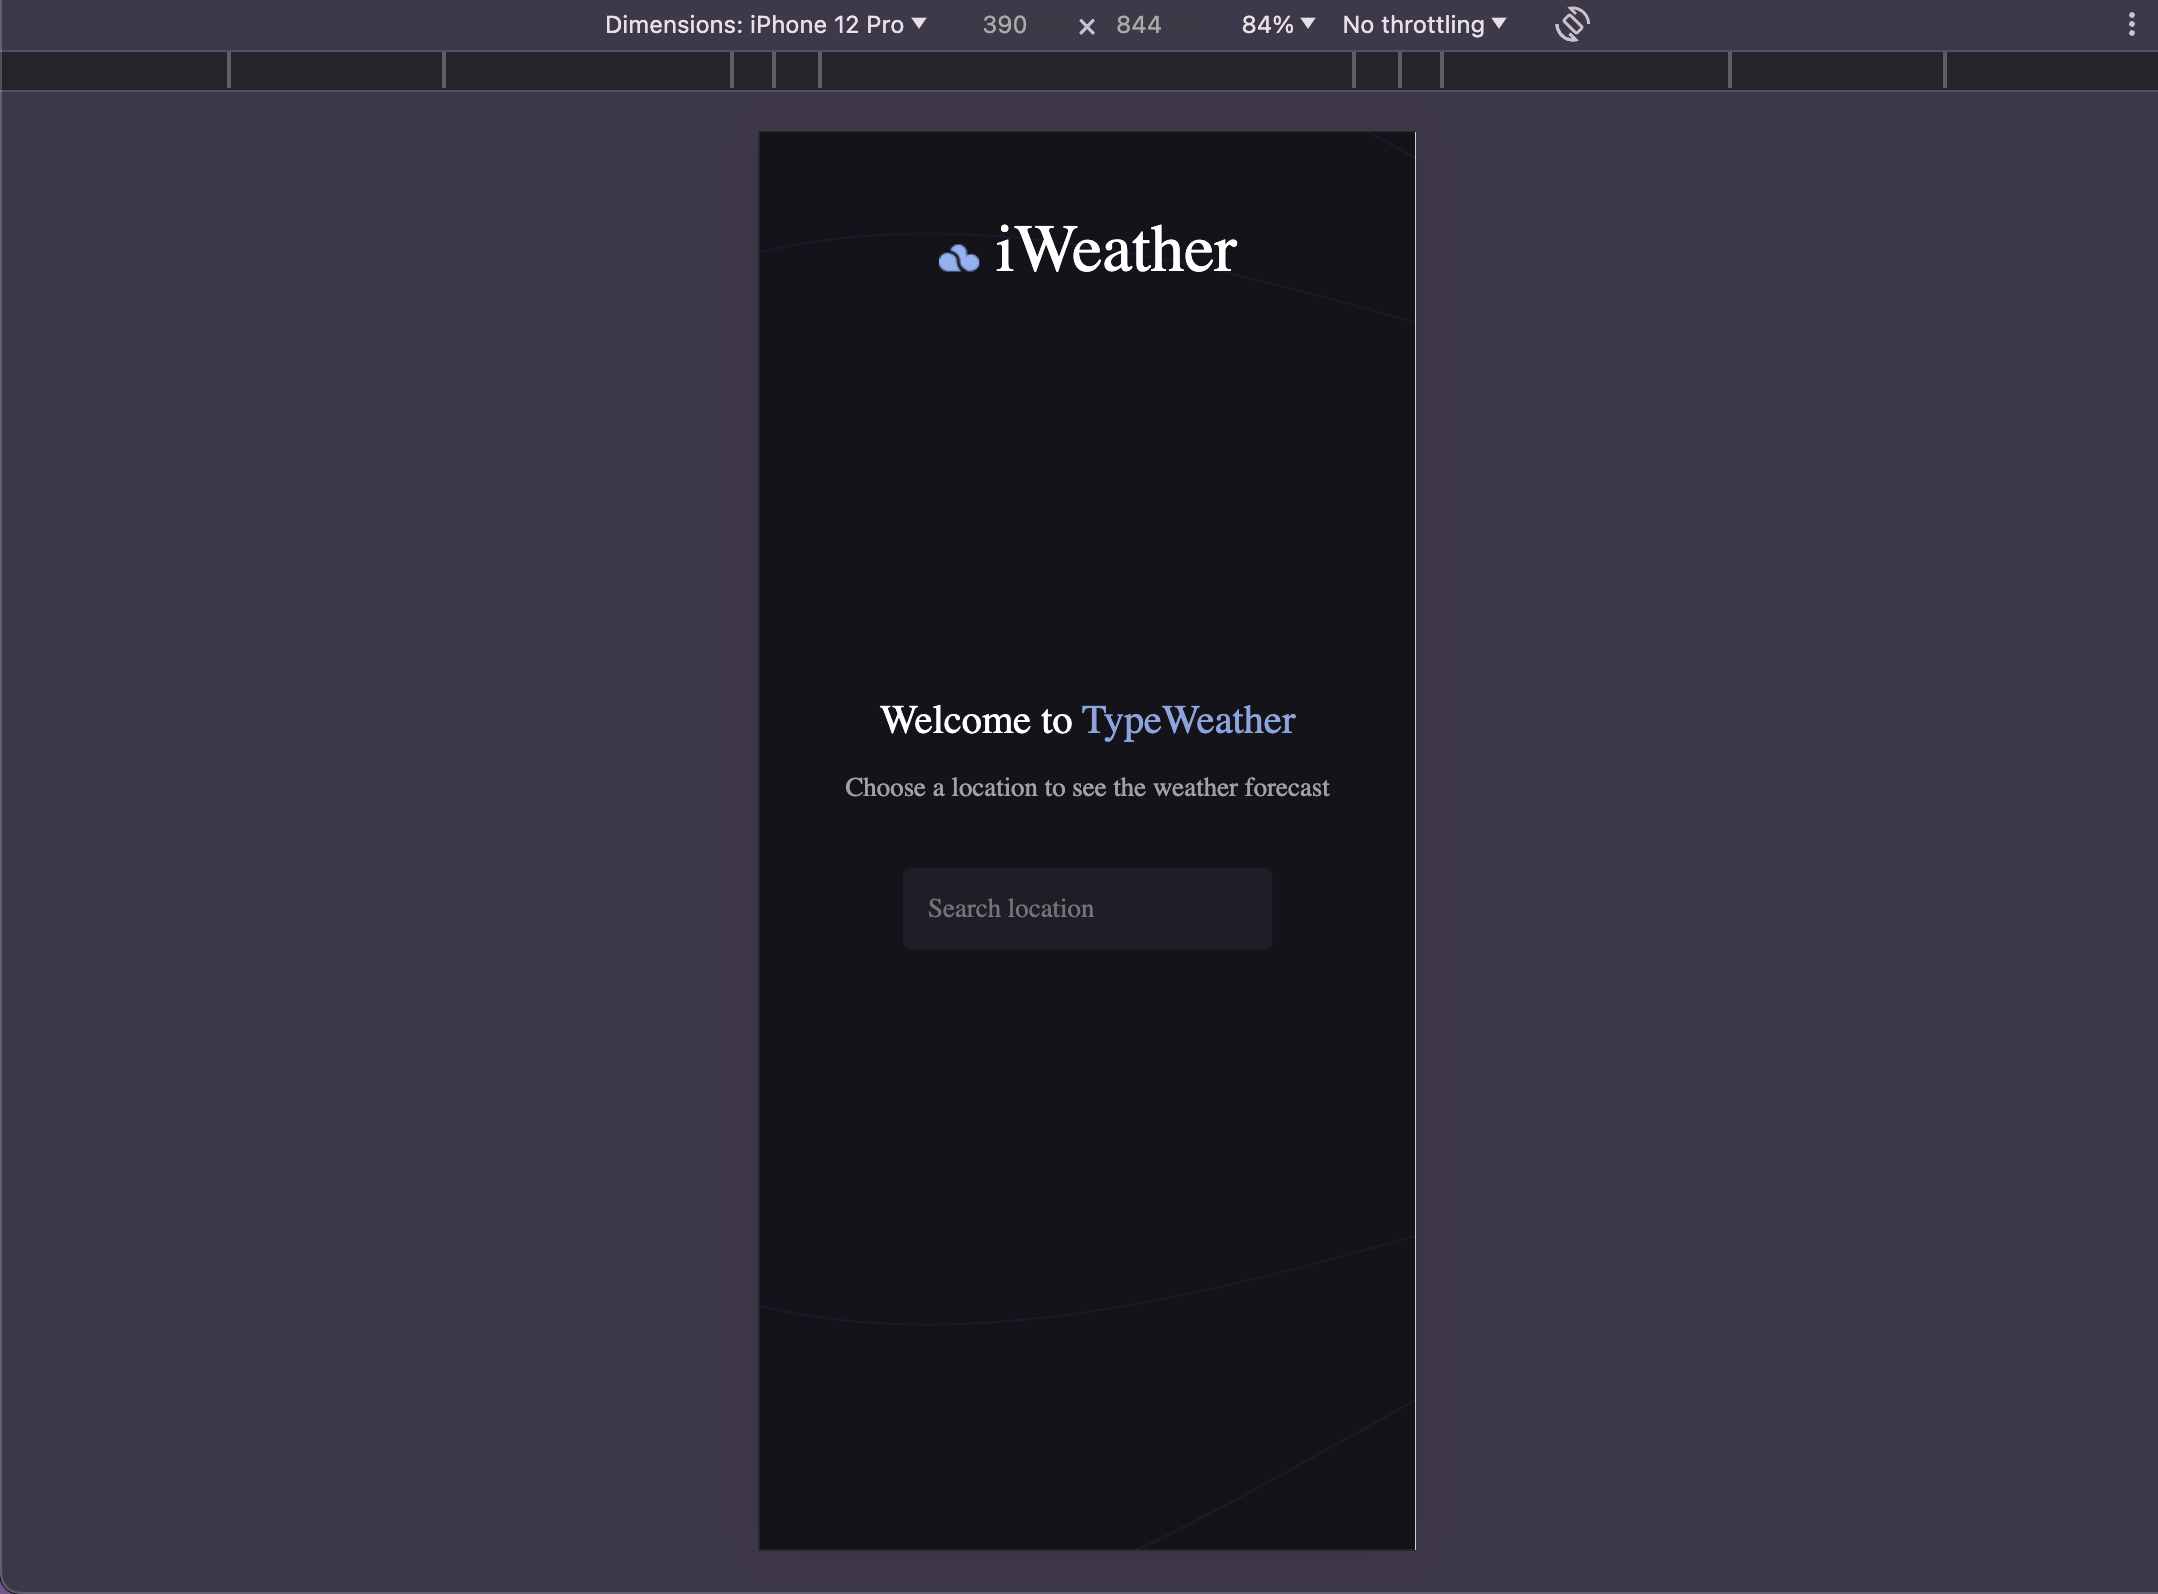 Dimensions: iPhone 12 Pro 390 × 844 84% No throttling
iWeather
Welcome to TypeWeather
Choose a location to see the weather forecast
Search location